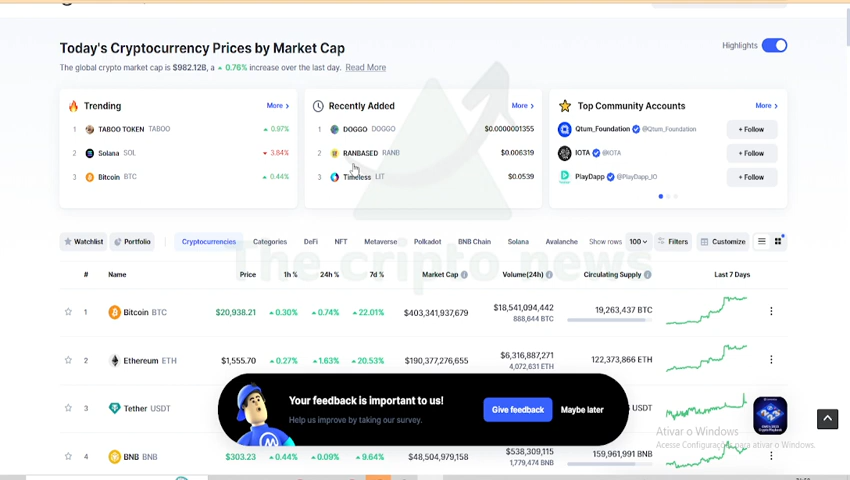 Today's Cryptocurrency Prices by Market Cap
Highlights
The global crypto market cap is $982.12B, a 0.76% increase over the last day. Read More
Trending More
1 TABOO TOKEN TABOO 0.97%
2 Solana SOL 3.84%
3 Bitcoin BTC 0.44%
Recently Added More
1 DOGGO DOGGO $0.0000001355
2 RANBASED RANB $0.006319
3 Timeless LIT $0.0539
Top Community Accounts More
Qtum_Foundation @Qtum_Foundation + Follow
IOTA @IOTA + Follow
PlayDapp @PlayDapp_IO + Follow
The cripto news
Watchlist Portfolio Cryptocurrencies Categories DeFi NFT Metaverse Polkadot BNB Chain Solana Avalanche Show rows 100 Filters Customize
# Name Price 1h % 24h % 7d % Market Cap Volume(24h) Circulating Supply Last 7 Days
1 Bitcoin BTC $20,938.21 0.30% 0.74% 22.01% $403,341,937,679 $18,541,094,442 19,263,437 BTC
888,644 BTC
2 Ethereum ETH $1,555.70 0.27% 1.63% 20.53% $190,377,276,655 $6,316,887,271 122,373,866 ETH
4,072,631 ETH
3 Tether USDT
Your feedback is important to us!
Help us improve by taking our survey.
Give feedback Maybe later
4 BNB BNB $303.23 0.44% 0.09% 9.64% $48,504,979,158 $538,309,115 159,961,991 BNB
1,779,474 BNB
Ativar o Windows
Acesse Configurações para ativar o Windows.